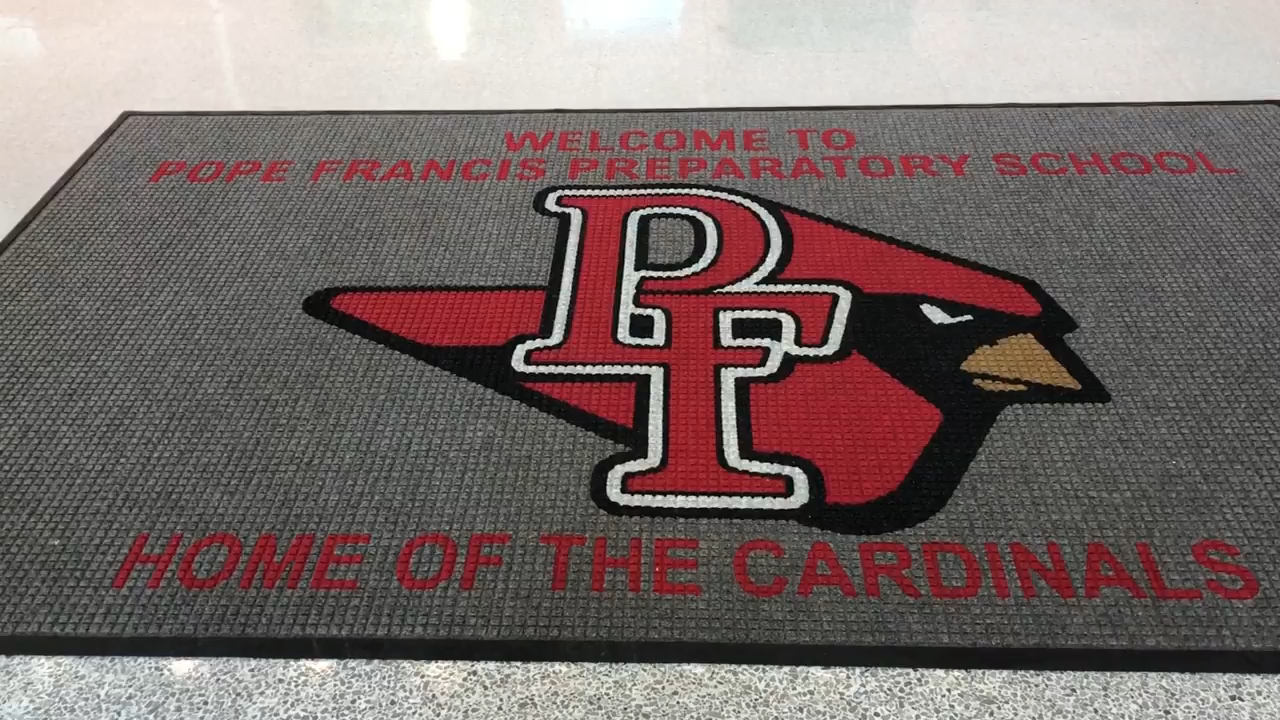 WELCOME TO
POPE FRANCIS PREPARATORY SCHOOL
PF
HOME OF THE CARDINALS